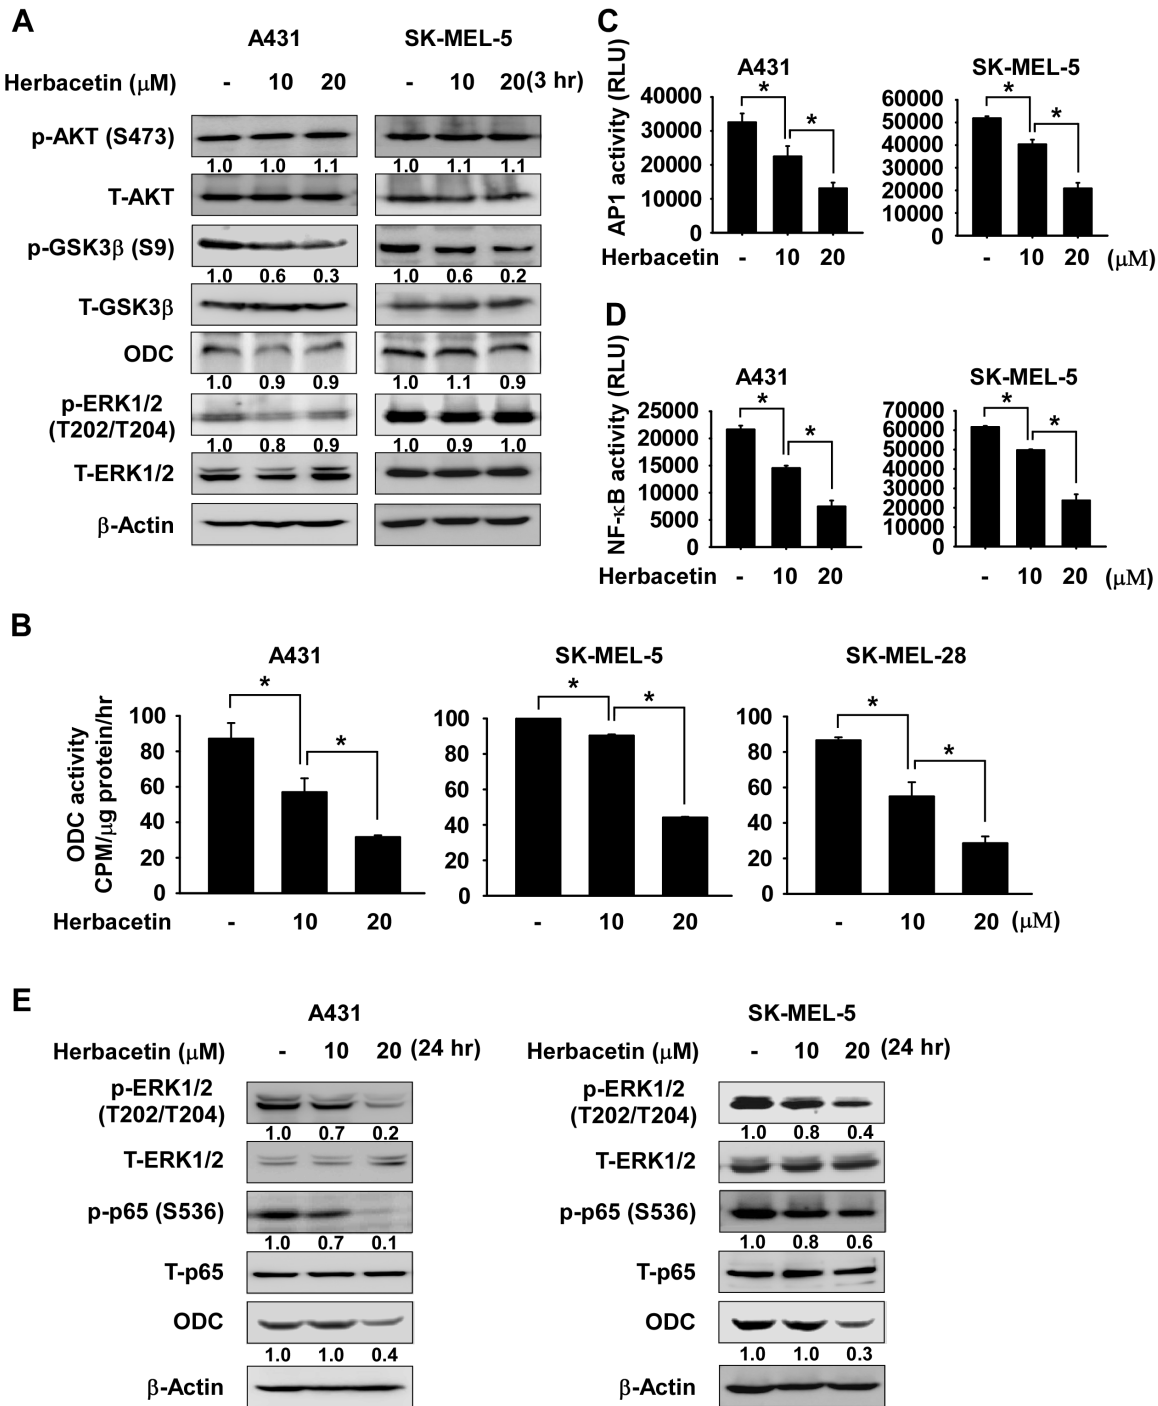 A
A431
SK-MEL-5
Herbacetin (μM)
- 10 20
- 10 20(3 hr)
p-AKT (S473)
1.0 1.0 1.1
1.0 1.1 1.1
T-AKT
p-GSK3β (S9)
1.0 0.6 0.3
1.0 0.6 0.2
T-GSK3β
ODC
1.0 0.9 0.9
1.0 1.1 0.9
p-ERK1/2
(T202/T204)
1.0 0.8 0.9
1.0 0.9 1.0
T-ERK1/2
β-Actin
C
AP1 activity (RLU)
A431
40000
30000
20000
10000
0
*
*
SK-MEL-5
60000
50000
40000
30000
20000
10000
0
*
*
Herbacetin - 10 20
- 10 20 (μM)
D
NF-κB activity (RLU)
A431
25000
20000
15000
10000
5000
0
*
*
SK-MEL-5
70000
60000
50000
40000
30000
20000
10000
0
*
*
Herbacetin - 10 20
- 10 20 (μM)
B
ODC activity
CPM/μg protein/hr
A431
100
80
60
40
20
0
*
*
SK-MEL-5
100
80
60
40
20
0
*
*
SK-MEL-28
100
80
60
40
20
0
*
*
Herbacetin - 10 20
- 10 20
- 10 20 (μM)
E
A431
Herbacetin (μM) - 10 20 (24 hr)
p-ERK1/2
(T202/T204)
1.0 0.7 0.2
T-ERK1/2
p-p65 (S536)
1.0 0.7 0.1
T-p65
ODC
1.0 1.0 0.4
β-Actin
SK-MEL-5
Herbacetin (μM) - 10 20 (24 hr)
p-ERK1/2
(T202/T204)
1.0 0.8 0.4
T-ERK1/2
p-p65 (S536)
1.0 0.8 0.6
T-p65
ODC
1.0 1.0 0.3
β-Actin